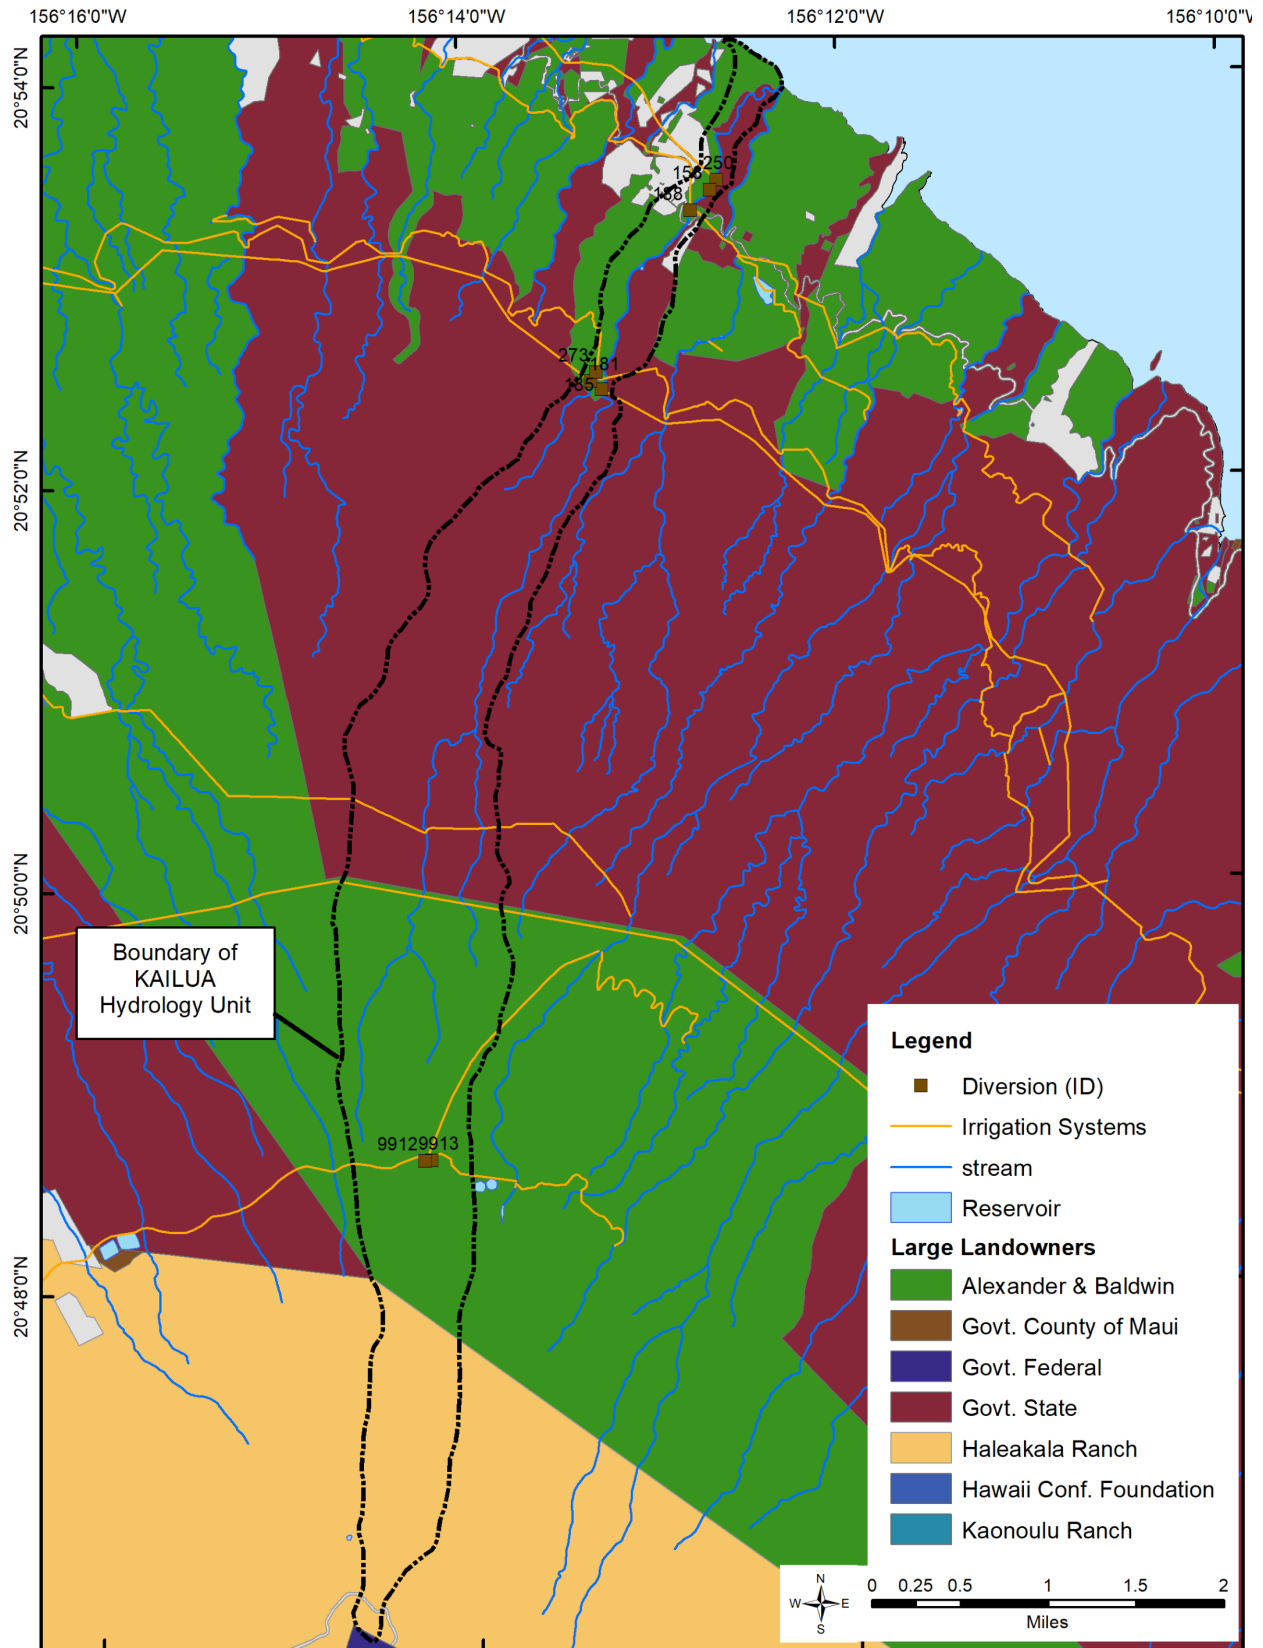 156°16'0"W
156°14'0"W
156°12'0"W
156°10'0"W
20°54'0"N
250
158
188
273
181
185
20°52'0"N
20°50'0"N
Boundary of
KAILUA
Hydrology Unit
99129913
20°48'0"N
Legend
Diversion (ID)
Irrigation Systems
stream
Reservoir
Large Landowners
Alexander & Baldwin
Govt. County of Maui
Govt. Federal
Govt. State
Haleakala Ranch
Hawaii Conf. Foundation
Kaonoulu Ranch
N
W E
S
0 0.25 0.5 1 1.5 2
Miles